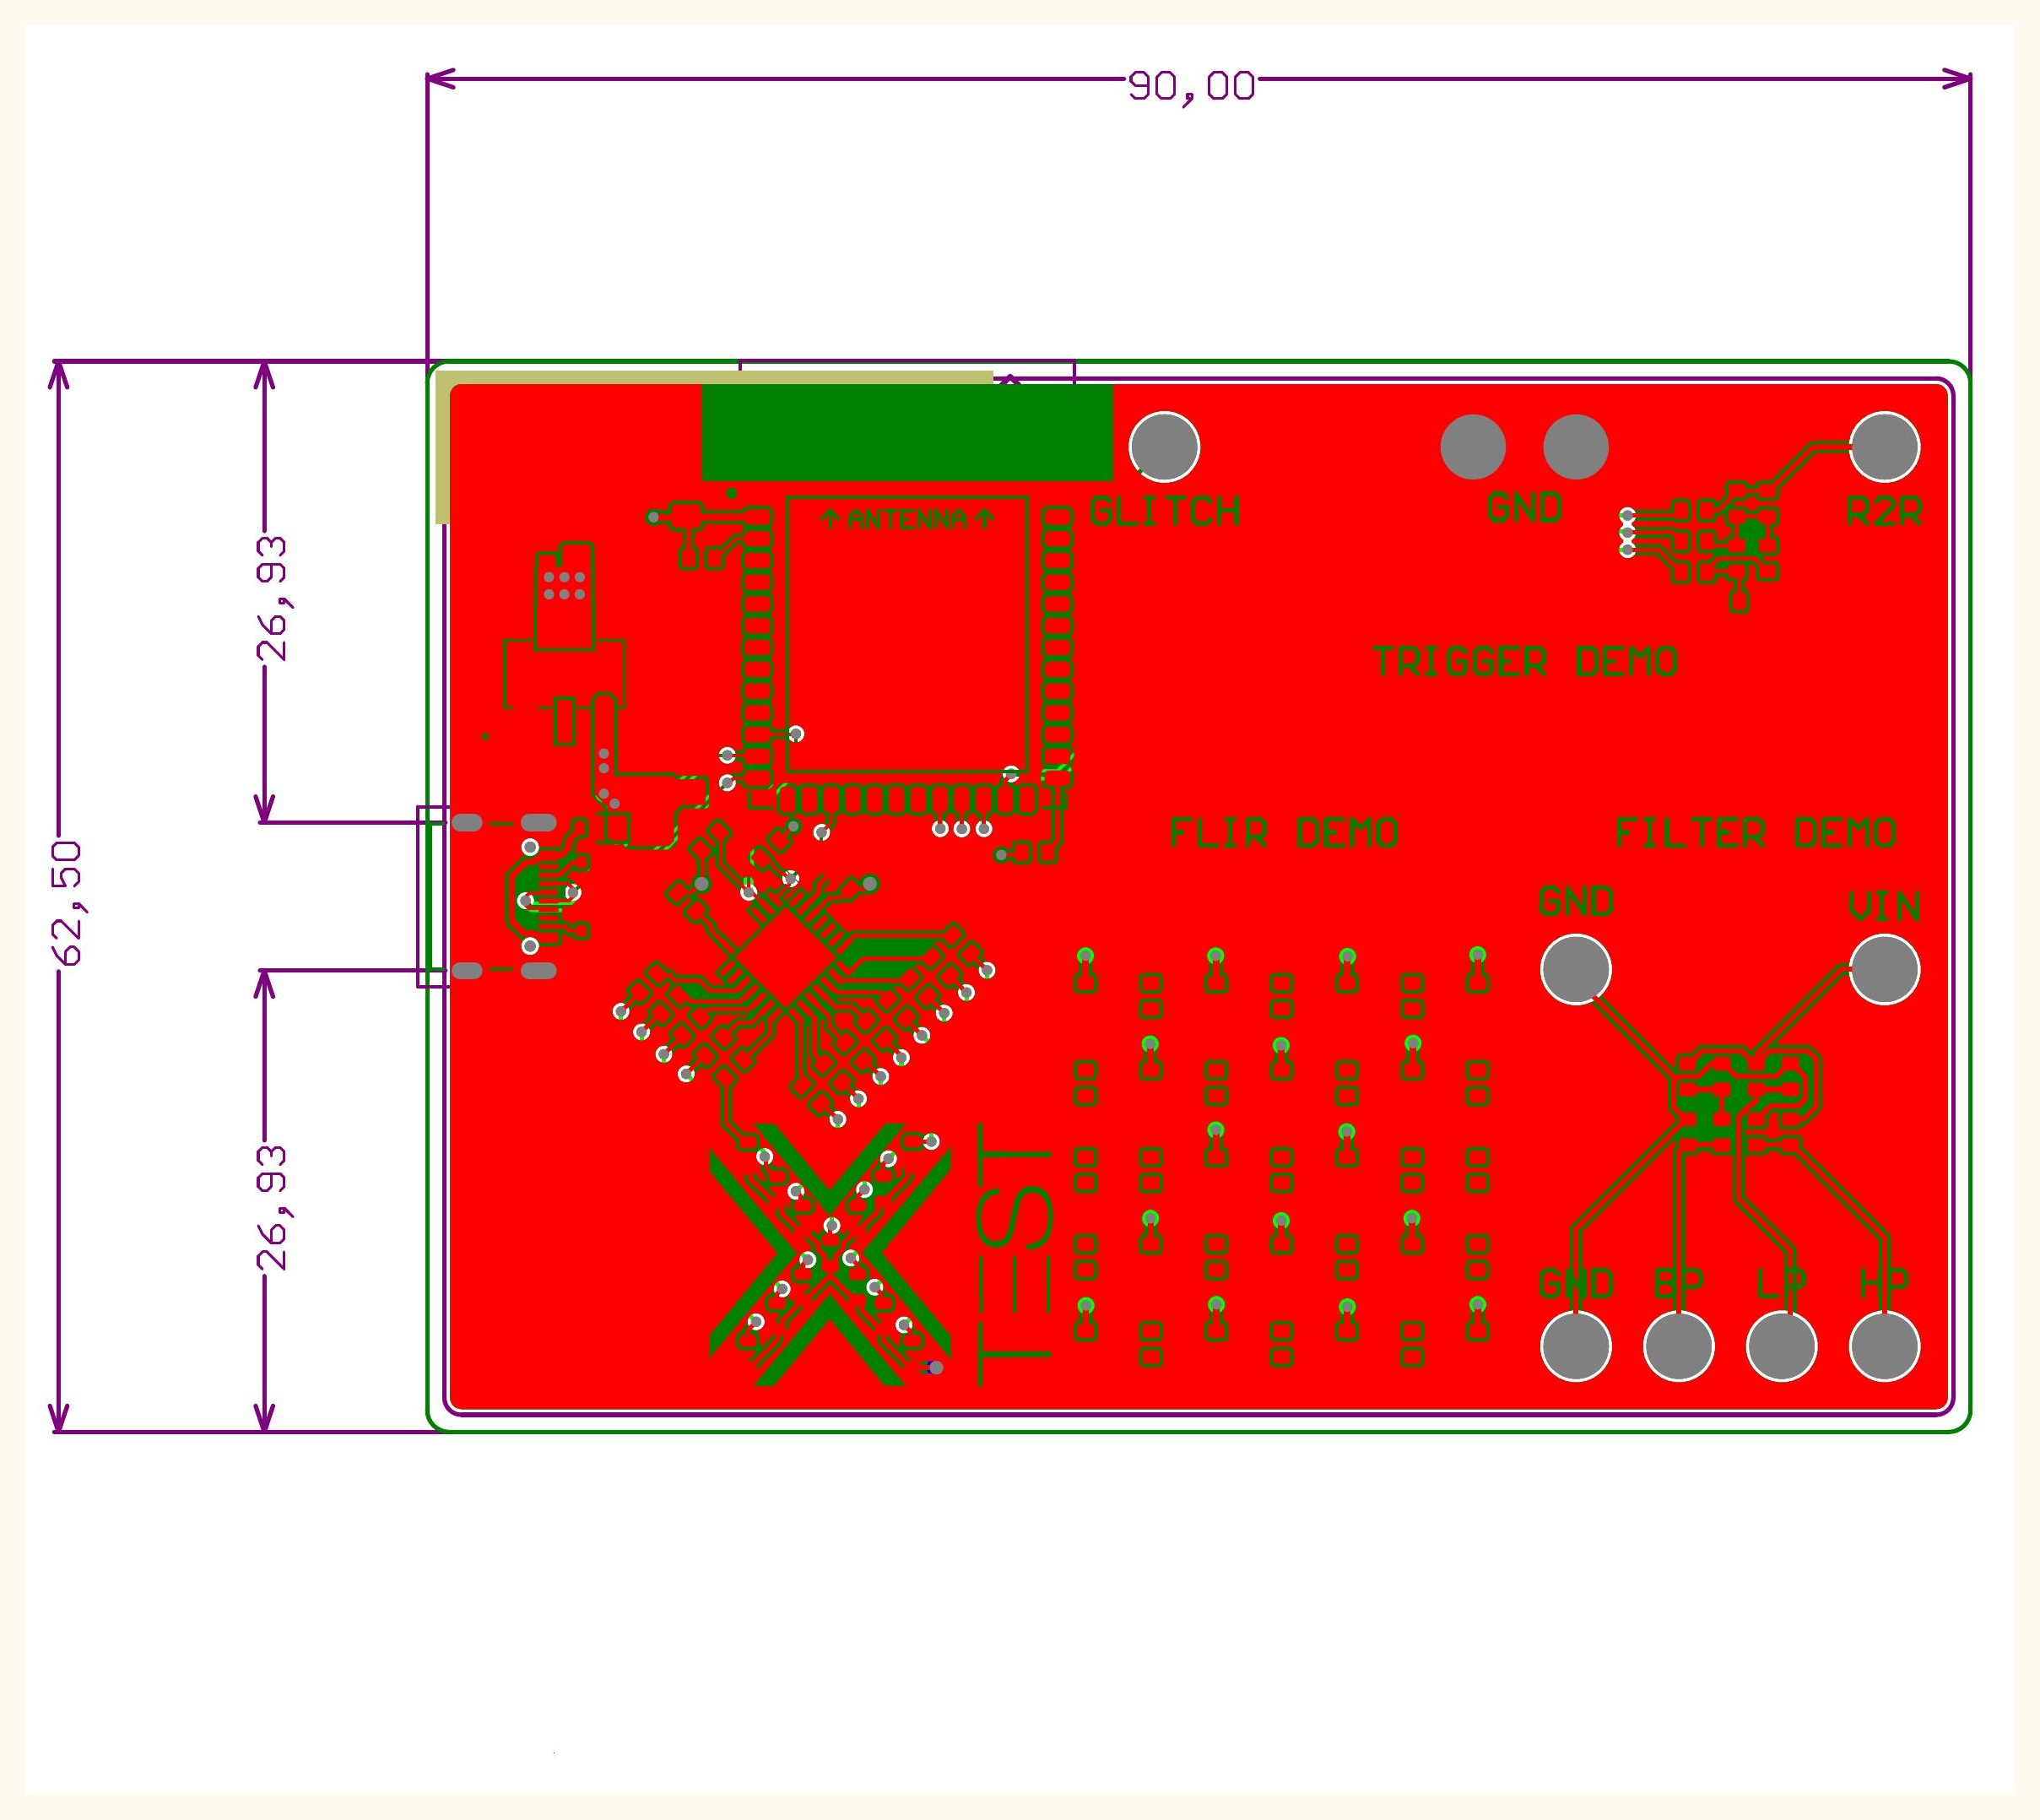 90,00
↑ANTENNA↑
GLITCH
GND
R2R
26,93
TRIGGER DEMO
FLIR DEMO
FILTER DEMO
62,50
GND
VIN
26,93
TEST
GND
BP
LP
HP